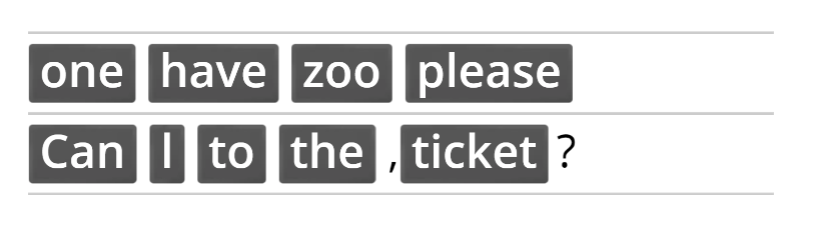 one have zoo please
Can I to the , ticket ?